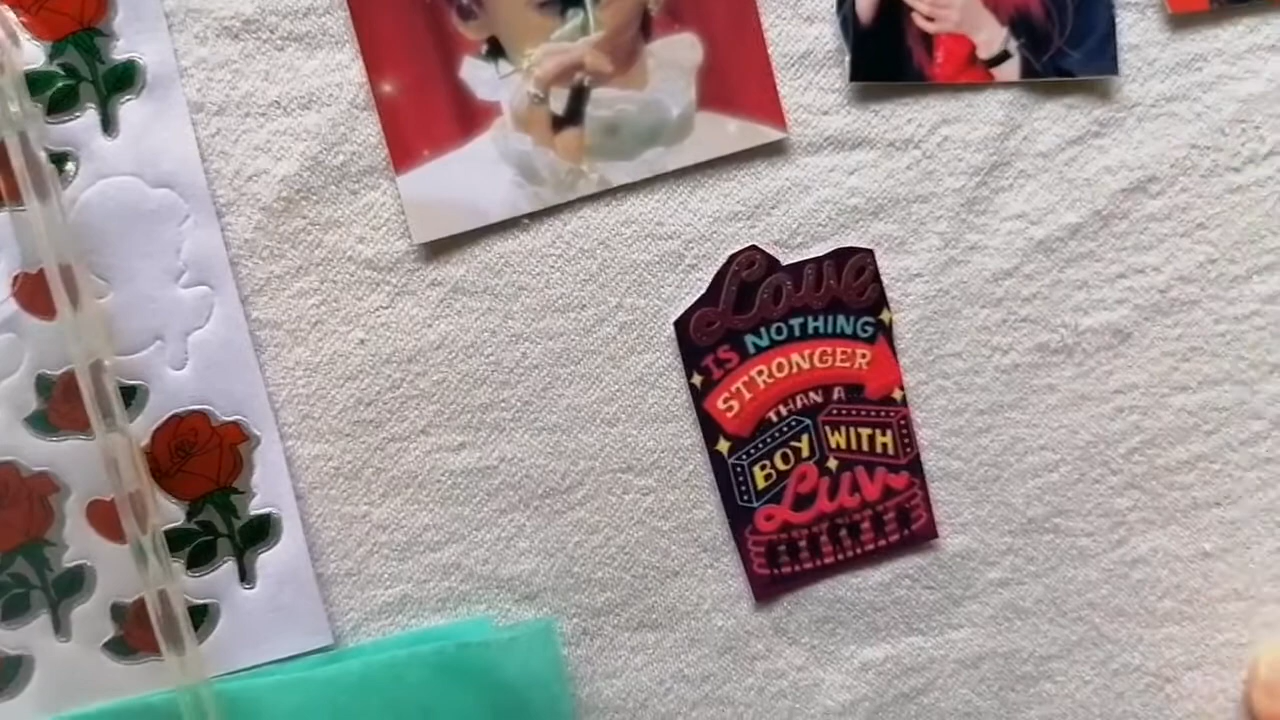 Love
IS NOTHING
STRONGER
THAN A
BOY WITH
Luv